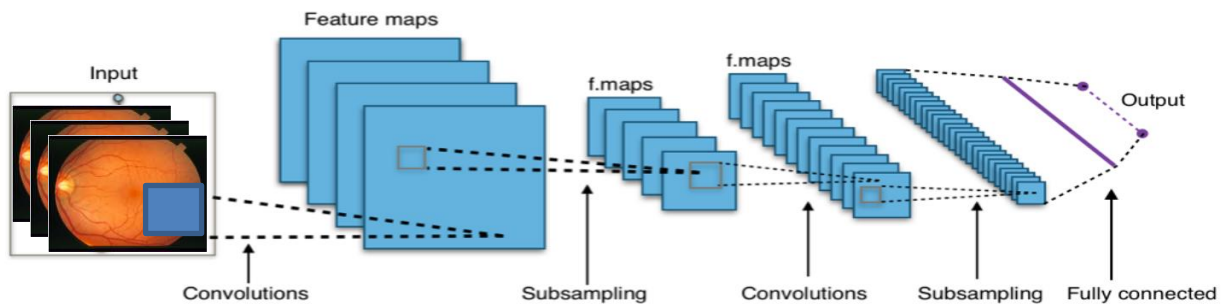 Feature maps
Input
f.maps
f.maps
Output
Convolutions
Subsampling
Convolutions
Subsampling
Fully connected